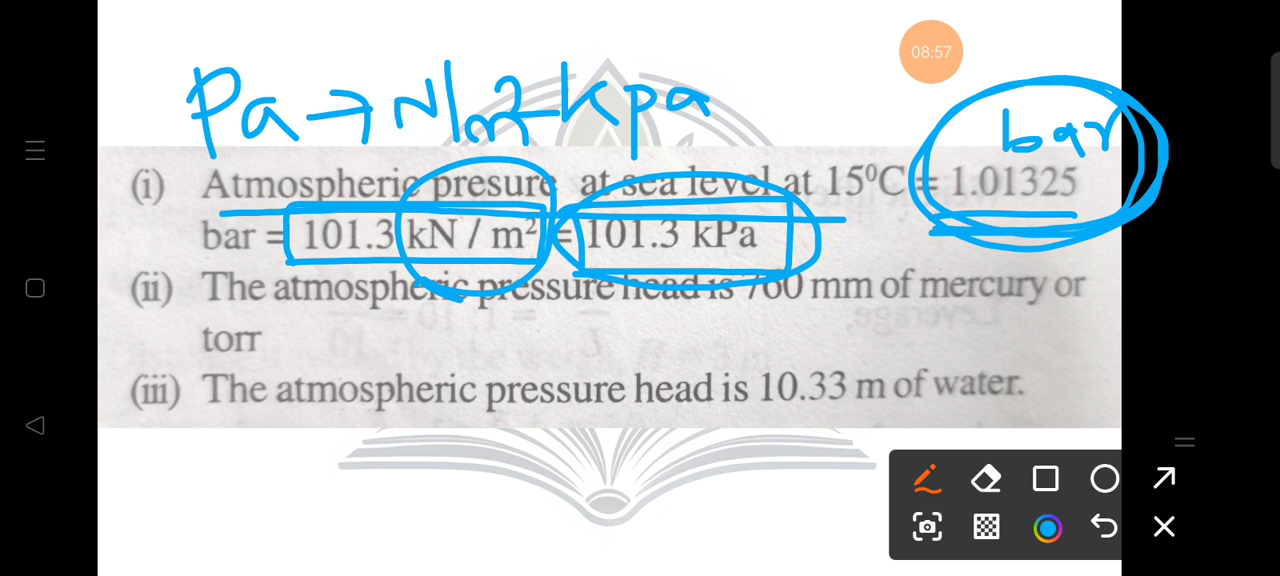 08:57
Pa → N/m² kpa
bar
(i) Atmospheric presure at sea level at 15⁰C = 1.01325
bar = 101.3 kN / m² = 101.3 kPa
(ii) The atmospheric pressure head is 760 mm of mercury or
torr
(iii) The atmospheric pressure head is 10.33 m of water.